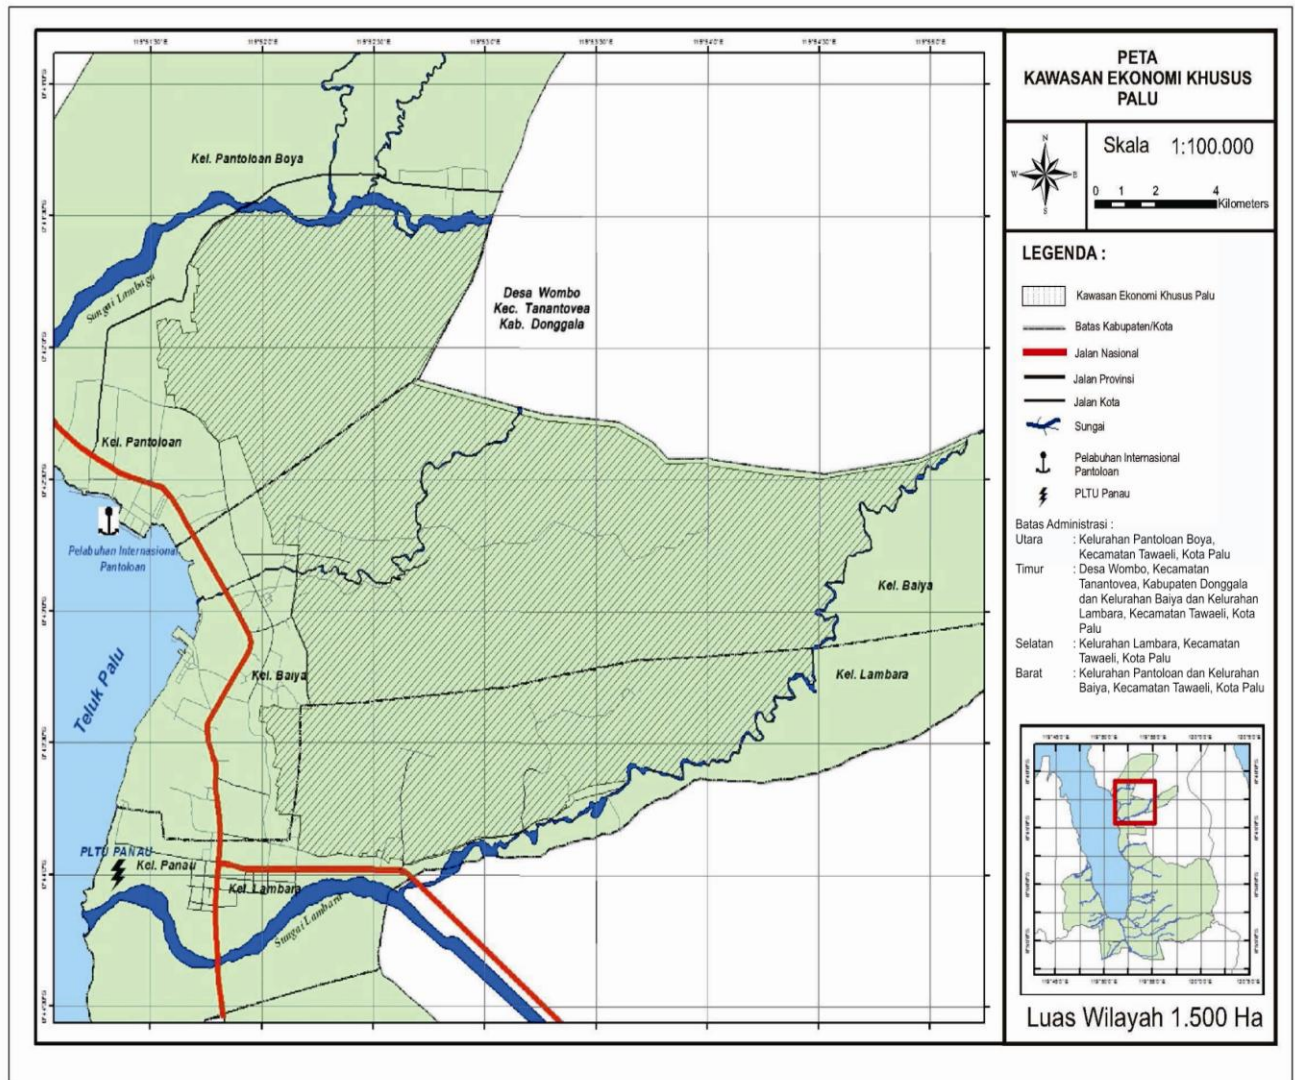 PETA
KAWASAN EKONOMI KHUSUS
PALU
N
W
S
Skala 1:100.000
0 1 2 4
Kilometers
LEGENDA :
Kawasan Ekonomi Khusus Palu
Batas Kabupaten/Kota
Jalan Nasional
Jalan Provinsi
Jalan Kota
Sungai
Pelabuhan Internasional
Pantoloan
PLTU Panau
Batas Administrasi :
Utara : Kelurahan Pantoloan Boya,
Kecamatan Tawaeli, Kota Palu
Timur : Desa Wombo, Kecamatan
Tanantovea, Kabupaten Donggala
dan Kelurahan Baiya dan Kelurahan
Lambara, Kecamatan Tawaeli, Kota
Palu
Selatan : Kelurahan Lambara, Kecamatan
Tawaeli, Kota Palu
Barat : Kelurahan Pantoloan dan Kelurahan
Baiya, Kecamatan Tawaeli, Kota Palu
Luas Wilayah 1.500 Ha
Kel. Pantoloan Boya
Sungai Lambagu
Desa Wombo
Kec. Tanantovea
Kab. Donggala
Kel. Pantoloan
Pelabuhan Internasional
Pantoloan
Kel. Baiya
Teluk Palu
Kel. Baiya
Kel. Lambara
PLTU PANAU
Kel. Panau
Kel. Lambara
Sungai Lambara